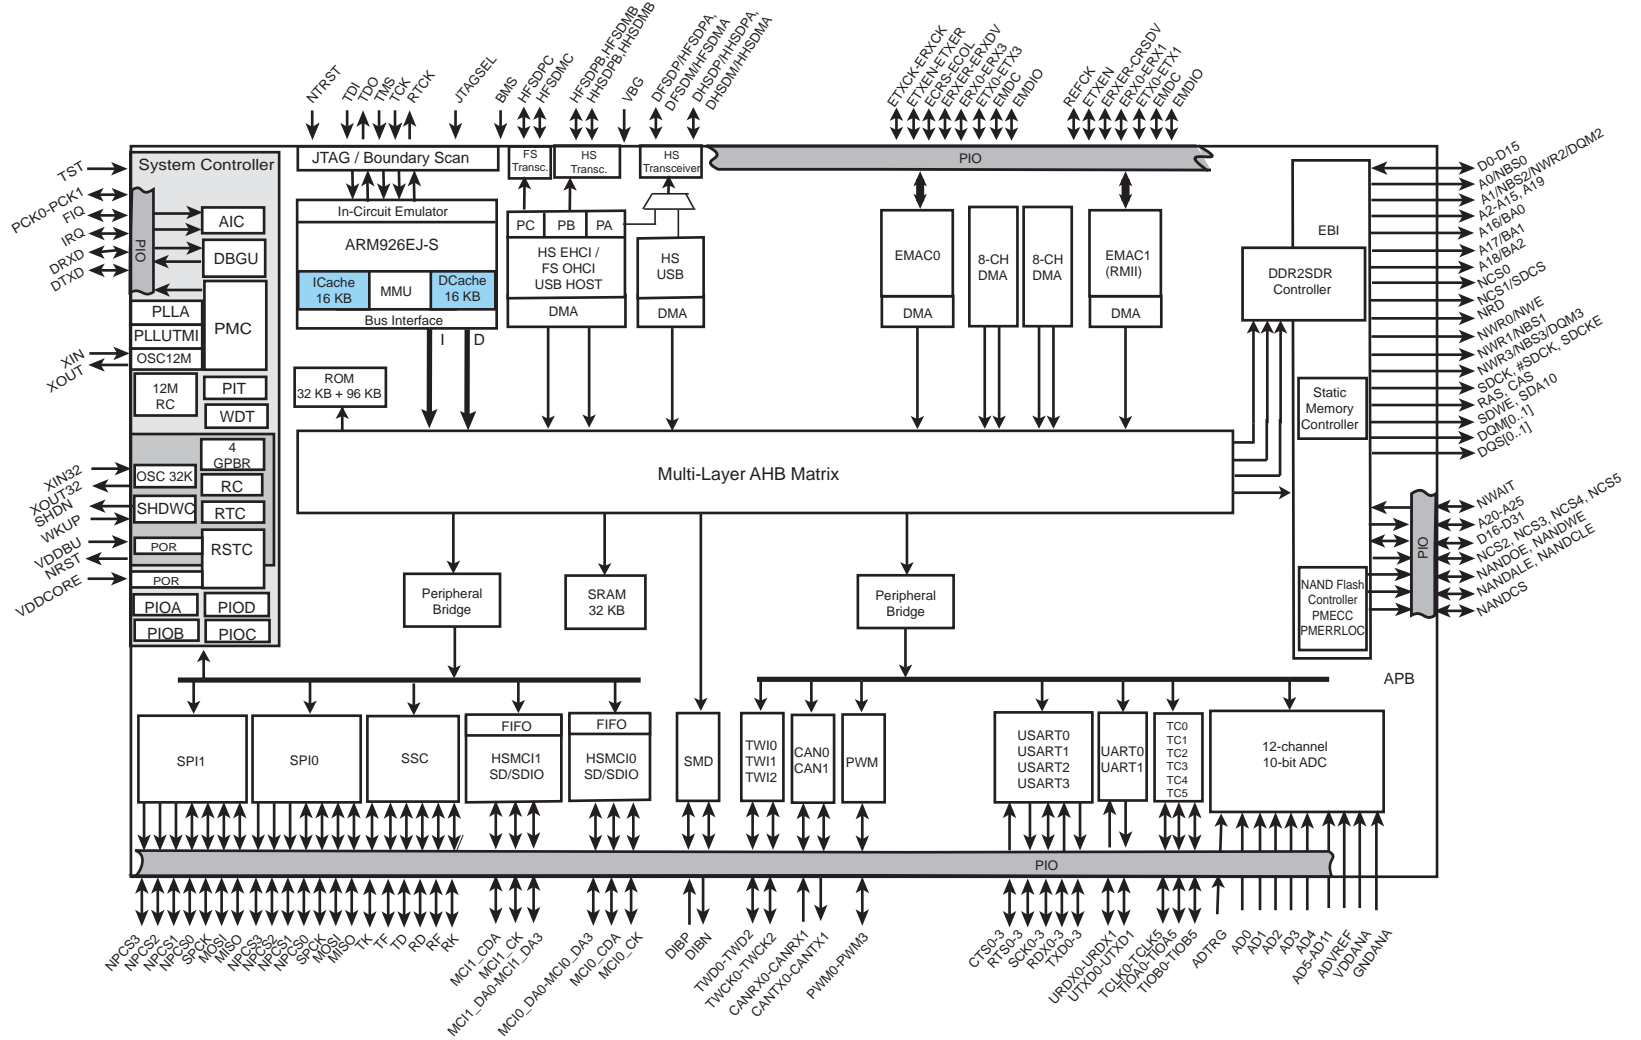 NTRST
TDI
TDO
TMS
TCK
RTCK
JTAGSEL
BMS
HFSDPC
HFSDMC
HFSDPB,HFSDMB
HHSDPB,HHSDMB
VBG
DFSDP/HFSDPA,
DFSDM/HFSDMA
DHSDP/HHSDPA,
DHSDM/HHSDMA
ETXCK-ERXCK
ETXEN-ETXER
ECRS-ECOL
ERXER-ERXDV
ERX0-ERX3
ETX0-ETX3
EMDC
EMDIO
REFCK
ETXEN
ERXER-CRSDV
ERX0-ERX1
ETX0-ETX1
EMDC
EMDIO
TST
PCK0-PCK1
FIQ
IRQ
DRXD
DTXD
XIN
XOUT
XIN32
XOUT32
SHDN
WKUP
VDDBU
NRST
VDDCORE
System Controller
PIO
AIC
DBGU
PLLA
PLLUTMI
OSC12M
PMC
12M
RC
PIT
WDT
4
GPBR
OSC 32K
RC
SHDWC
RTC
POR
RSTC
POR
PIOA
PIOD
PIOB
PIOC
JTAG / Boundary Scan
In-Circuit Emulator
ARM926EJ-S
ICache
16 KB
MMU
DCache
16 KB
Bus Interface
I
D
ROM
32 KB + 96 KB
FS
Transc.
HS
Transc.
HS
Transceiver
PC
PB
PA
HS EHCI /
FS OHCI
USB HOST
DMA
HS
USB
DMA
PIO
EMAC0
DMA
8-CH
DMA
8-CH
DMA
EMAC1
(RMII)
DMA
EBI
DDR2SDR
Controller
Static
Memory
Controller
NAND Flash
Controller
PMECC
PMERRLOC
PIO
D0-D15
A0/NBS0
A1/NBS2/NWR2/DQM2
A2-A15, A19
A16/BA0
A17/BA1
A18/BA2
NCS0
NCS1/SDCS
NRD
NWR0/NWE
NWR1/NBS1
NWR3/NBS3/DQM3
SDCK, #SDCK, SDCKE
RAS, CAS
SDWE, SDA10
DQM[0..1]
DQS[0..1]
NWAIT
A20-A25
D16-D31
NCS2, NCS3, NCS4, NCS5
NANDOE, NANDWE
NANDALE, NANDCLE
NANDCS
Multi-Layer AHB Matrix
Peripheral
Bridge
SRAM
32 KB
Peripheral
Bridge
APB
SPI1
SPI0
SSC
FIFO
HSMCI1
SD/SDIO
FIFO
HSMCI0
SD/SDIO
SMD
TWI0
TWI1
TWI2
CAN0
CAN1
PWM
USART0
USART1
USART2
USART3
UART0
UART1
TC0
TC1
TC2
TC3
TC4
TC5
12-channel
10-bit ADC
PIO
NPCS3
NPCS2
NPCS1
NPCS0
SPCK
MOSI
MISO
NPCS3
NPCS2
NPCS1
NPCS0
SPCK
MOSI
MISO
TK
TF
TD
RD
RF
RK
MCI1_CDA
MCI1_CK
MCI1_DA0-MCI1_DA3
MCI0_DA0-MCI0_DA3
MCI0_CDA
MCI0_CK
DIBP
DIBN
TWD0-TWD2
TWCK0-TWCK2
CANRX0-CANRX1
CANTX0-CANTX1
PWM0-PWM3
CTS0-3
RTS0-3
SCK0-3
RDX0-3
TXD0-3
URDX0-URDX1
UTXD0-UTXD1
TCLK0-TCLK5
TIOA0-TIOA5
TIOB0-TIOB5
ADTRG
AD0
AD1
AD2
AD3
AD4
AD5-AD11
ADVREF
VDDANA
GNDANA